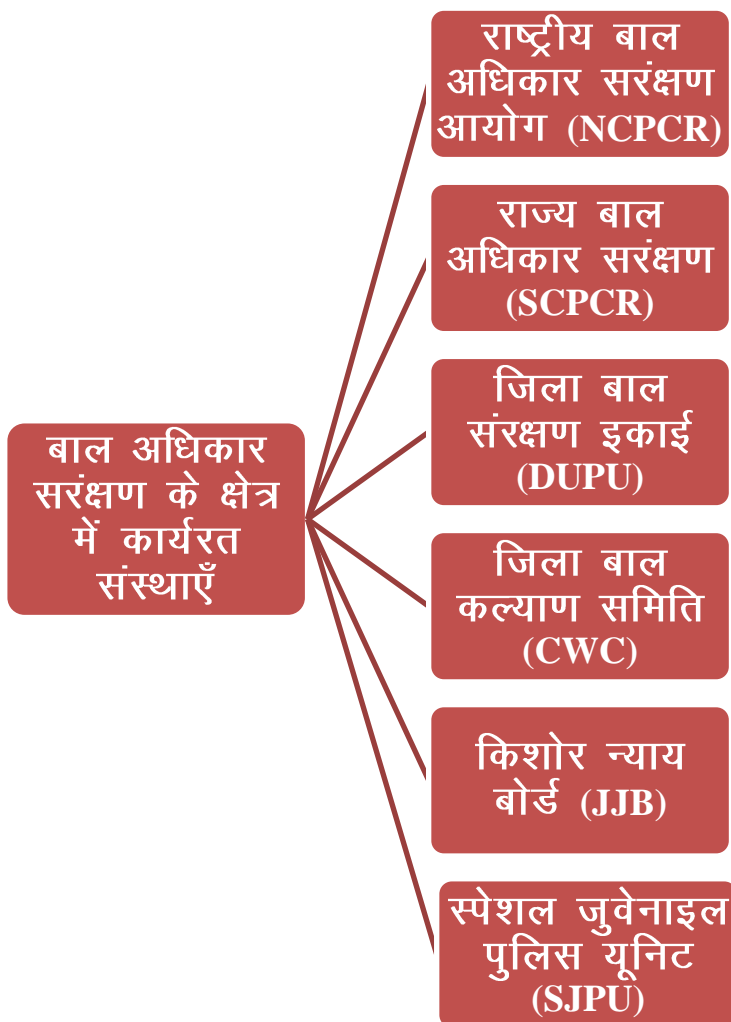 राष्ट्रीय बाल
अधिकार सरंक्षण
आयोग (NCPCR)
राज्य बाल
अधिकार सरंक्षण
(SCPCR)
जिला बाल
संरक्षण इकाई
(DUPU)
बाल अधिकार
सरंक्षण के क्षेत्र
में कार्यरत
संस्थाएँ
जिला बाल
कल्याण समिति
(CWC)
किशोर न्याय
बोर्ड (JJB)
स्पेशल जुवेनाइल
पुलिस यूनिट
(SJPU)